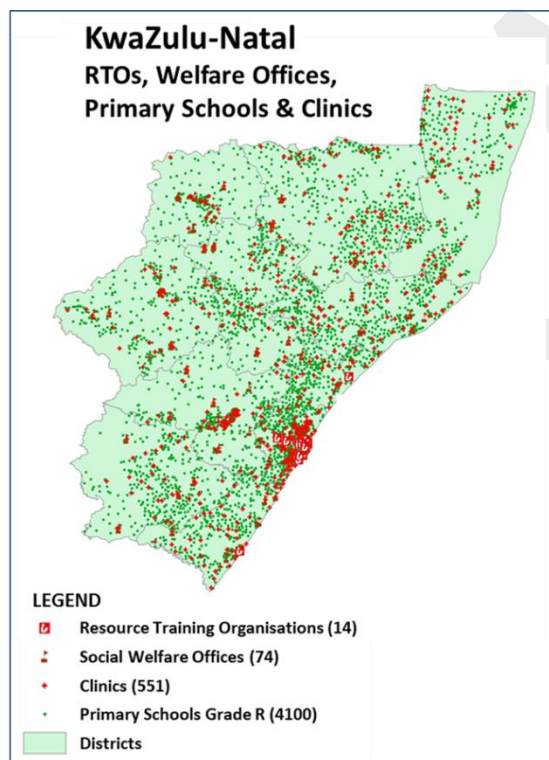 KwaZulu-Natal
RTOs, Welfare Offices,
Primary Schools & Clinics
LEGEND
Resource Training Organisations (14)
Social Welfare Offices (74)
Clinics (551)
Primary Schools Grade R (4100)
Districts